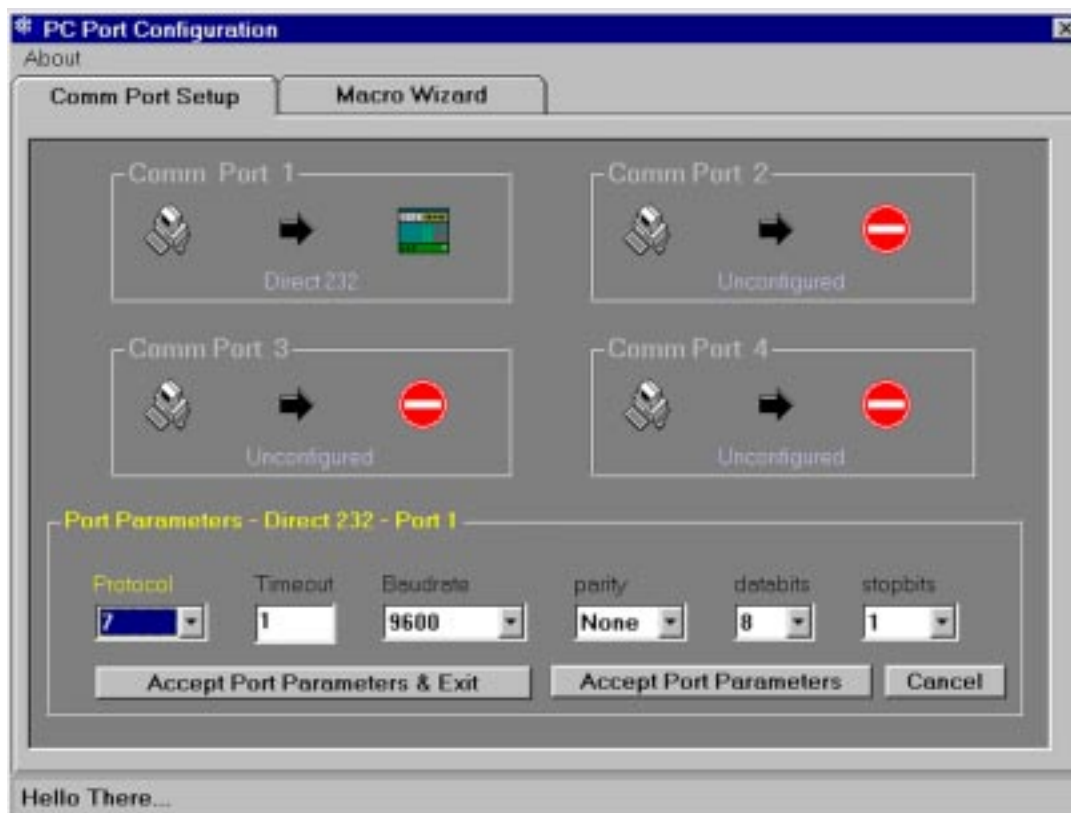 PC Port Configuration
About
Comm Port Setup
Macro Wizard
Comm Port 1
Direct 232
Comm Port 2
Unconfigured
Comm Port 3
Unconfigured
Comm Port 4
Unconfigured
Port Parameters - Direct 232 - Port 1
Protocol Timeout Baudrate parity databits stopbits
7 1 9600 None 8 1
Accept Port Parameters & Exit Accept Port Parameters Cancel
Hello There...